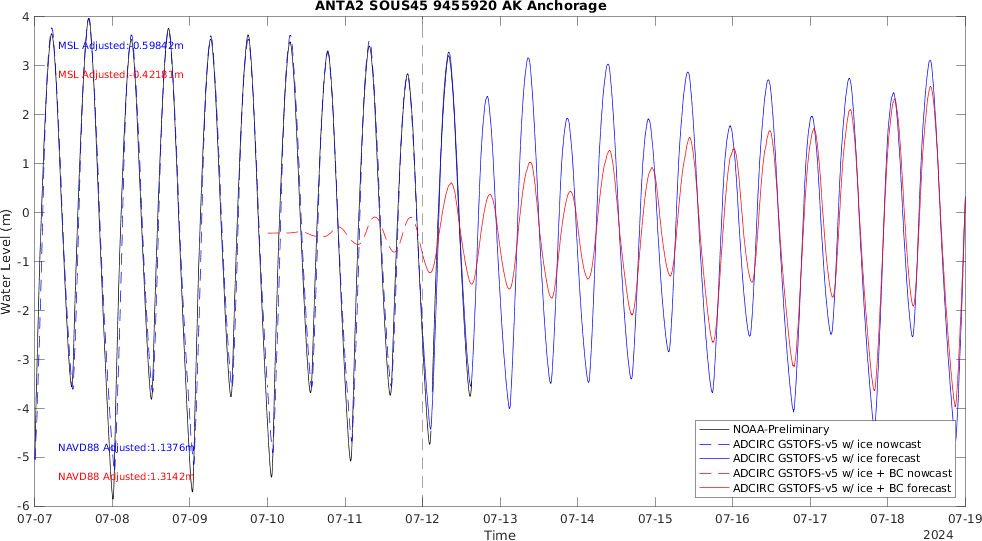 ANTA2 SOUS45 9455920 AK Anchorage
4
3
2
1
0
-1
-2
-3
-4
-5
-6
Water Level (m)
MSL Adjusted:-0.59842m
MSL Adjusted:-0.42181m
NAVD88 Adjusted:1.1376m
NAVD88 Adjusted:1.3142m
NOAA-Preliminary
ADCIRC GSTOFS-v5 w/ ice nowcast
ADCIRC GSTOFS-v5 w/ ice forecast
ADCIRC GSTOFS-v5 w/ ice + BC nowcast
ADCIRC GSTOFS-v5 w/ ice + BC forecast
07-07 07-08 07-09 07-10 07-11 07-12 07-13 07-14 07-15 07-16 07-17 07-18 07-19
Time
2024